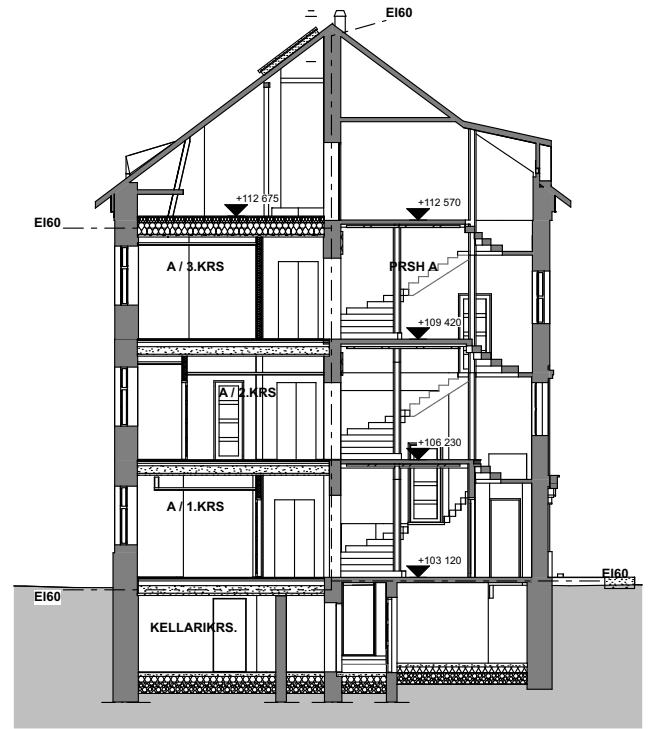 EI60
+112 675
+112 570
EI60
A / 3.KRS
PRSH A
+109 420
A / 2.KRS
+106 230
A / 1.KRS
+103 120
EI60
EI60
KELLARIKRS.